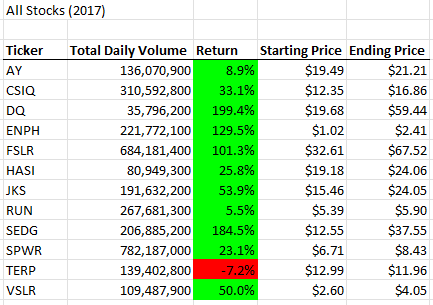 All Stocks (2017)
Ticker Total Daily Volume Return Starting Price Ending Price
AY 136,070,900 8.9% $19.49 $21.21
CSIQ 310,592,800 33.1% $12.35 $16.86
DQ 35,796,200 199.4% $19.68 $59.44
ENPH 221,772,100 129.5% $1.02 $2.41
FSLR 684,181,400 101.3% $32.61 $67.52
HASI 80,949,300 25.8% $19.18 $24.06
JKS 191,632,200 53.9% $15.46 $24.05
RUN 267,681,300 5.5% $5.39 $5.90
SEDG 206,885,200 184.5% $12.55 $37.55
SPWR 782,187,000 23.1% $6.71 $8.43
TERP 139,402,800 -7.2% $12.99 $11.96
VSLR 109,487,900 50.0% $2.60 $4.05